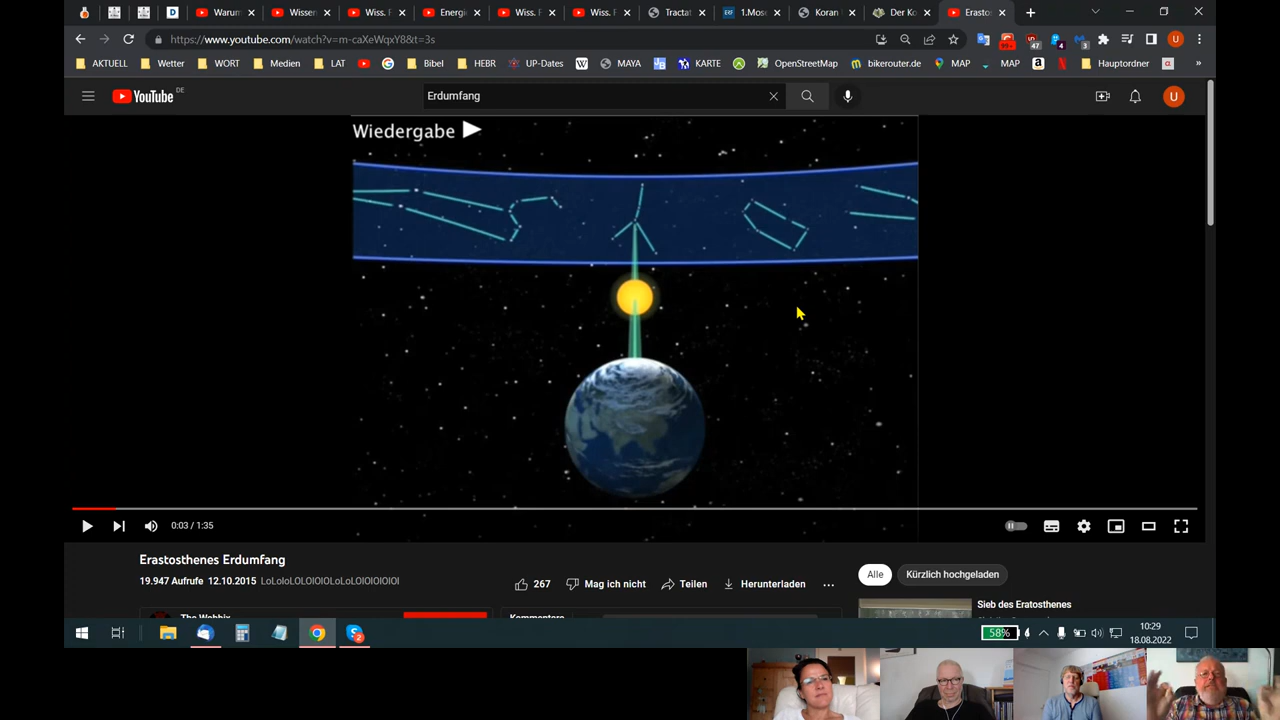 Warum
Wissen
Wiss. F
Energi
Wiss. F
Wiss. F
Tractat
1.Mose
Koran
Der Ko
Erastos
https://www.youtube.com/watch?v=m-caXeWqxY8&t=3s
AKTUELL
Wetter
WORT
Medien
LAT
Bibel
HEBR
UP-Dates
MAYA
KARTE
OpenStreetMap
bikerouter.de
MAP
MAP
Hauptordner
YouTube DE
Erdumfang
U
Wiedergabe
0:03 / 1:35
Erastosthenes Erdumfang
19.947 Aufrufe 12.10.2015
267
Mag ich nicht
Teilen
Herunterladen
Alle
Kürzlich hochgeladen
Sieb des Eratosthenes
58%
10:29
18.08.2022